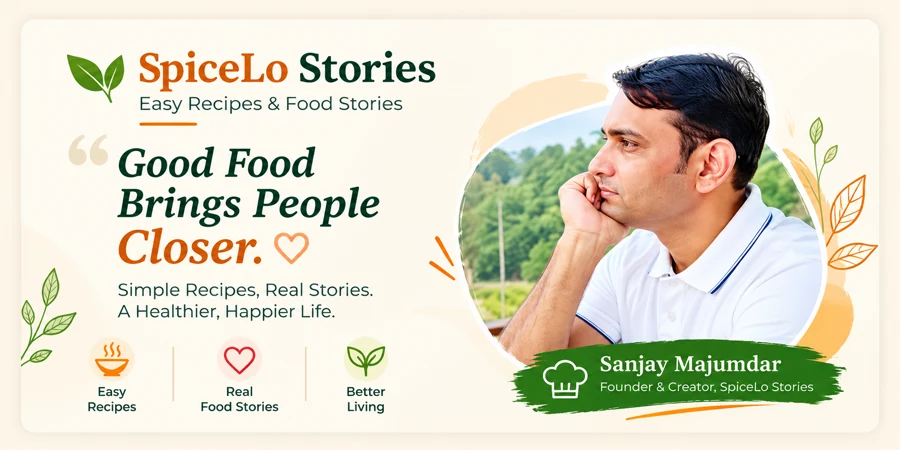 SpiceLo Stories
Easy Recipes & Food Stories
“
Good Food
Brings People
Closer.
Simple Recipes, Real Stories.
A Healthier, Happier Life.
Easy
Recipes
Real
Food Stories
Better
Living
Sanjay Majumdar
Founder & Creator, SpiceLo Stories